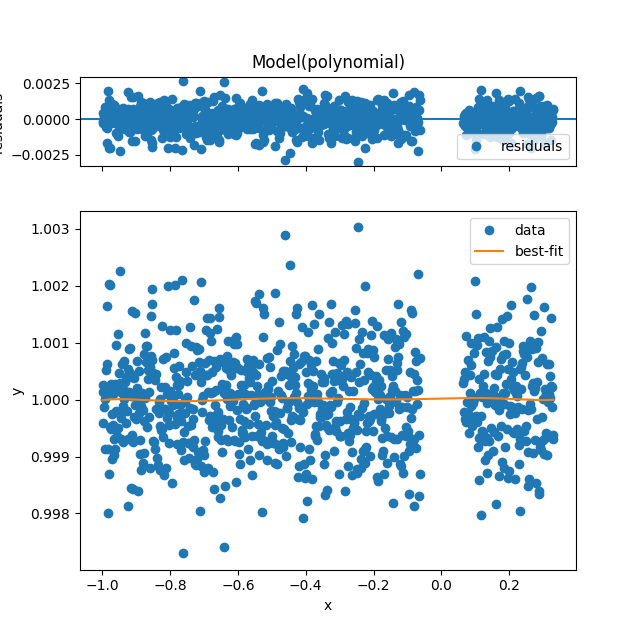 Model(polynomial)
0.0025
0.0000
−0.0025
residuals
residuals
1.003
1.002
1.001
1.000
0.999
0.998
data
best-fit
y
−1.0
−0.8
−0.6
−0.4
−0.2
0.0
0.2
x